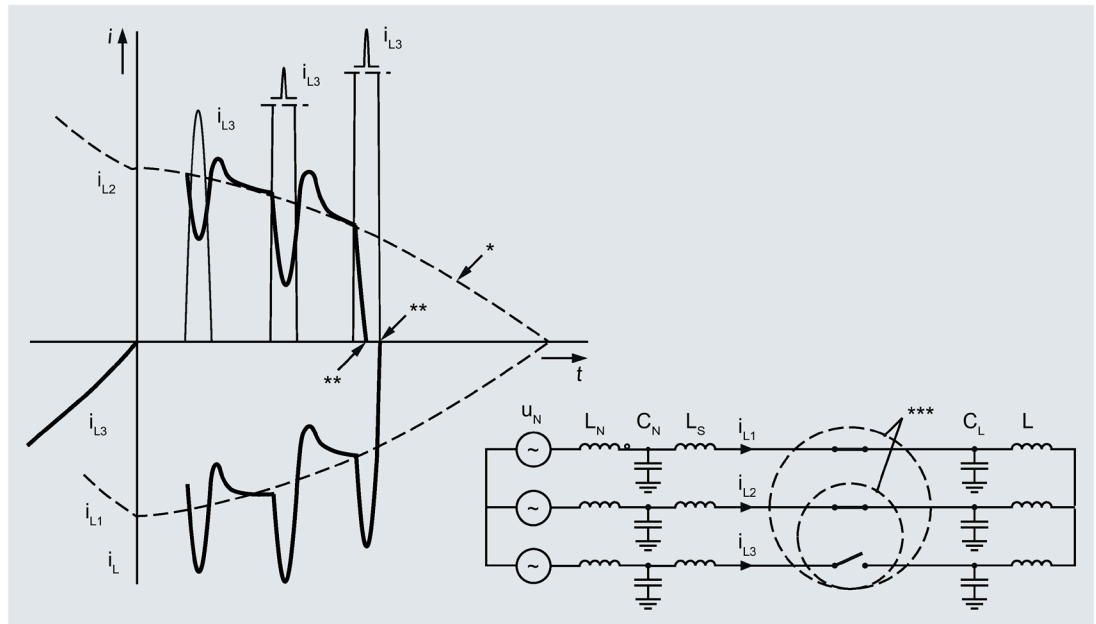 i
i_L3
i_L3
i_L3
i_L2
*
**
**
t
i_L3
i_L1
i_L
u_N
L_N
C_N
L_S
i_L1
***
C_L
L
~
i_L2
~
i_L3
~